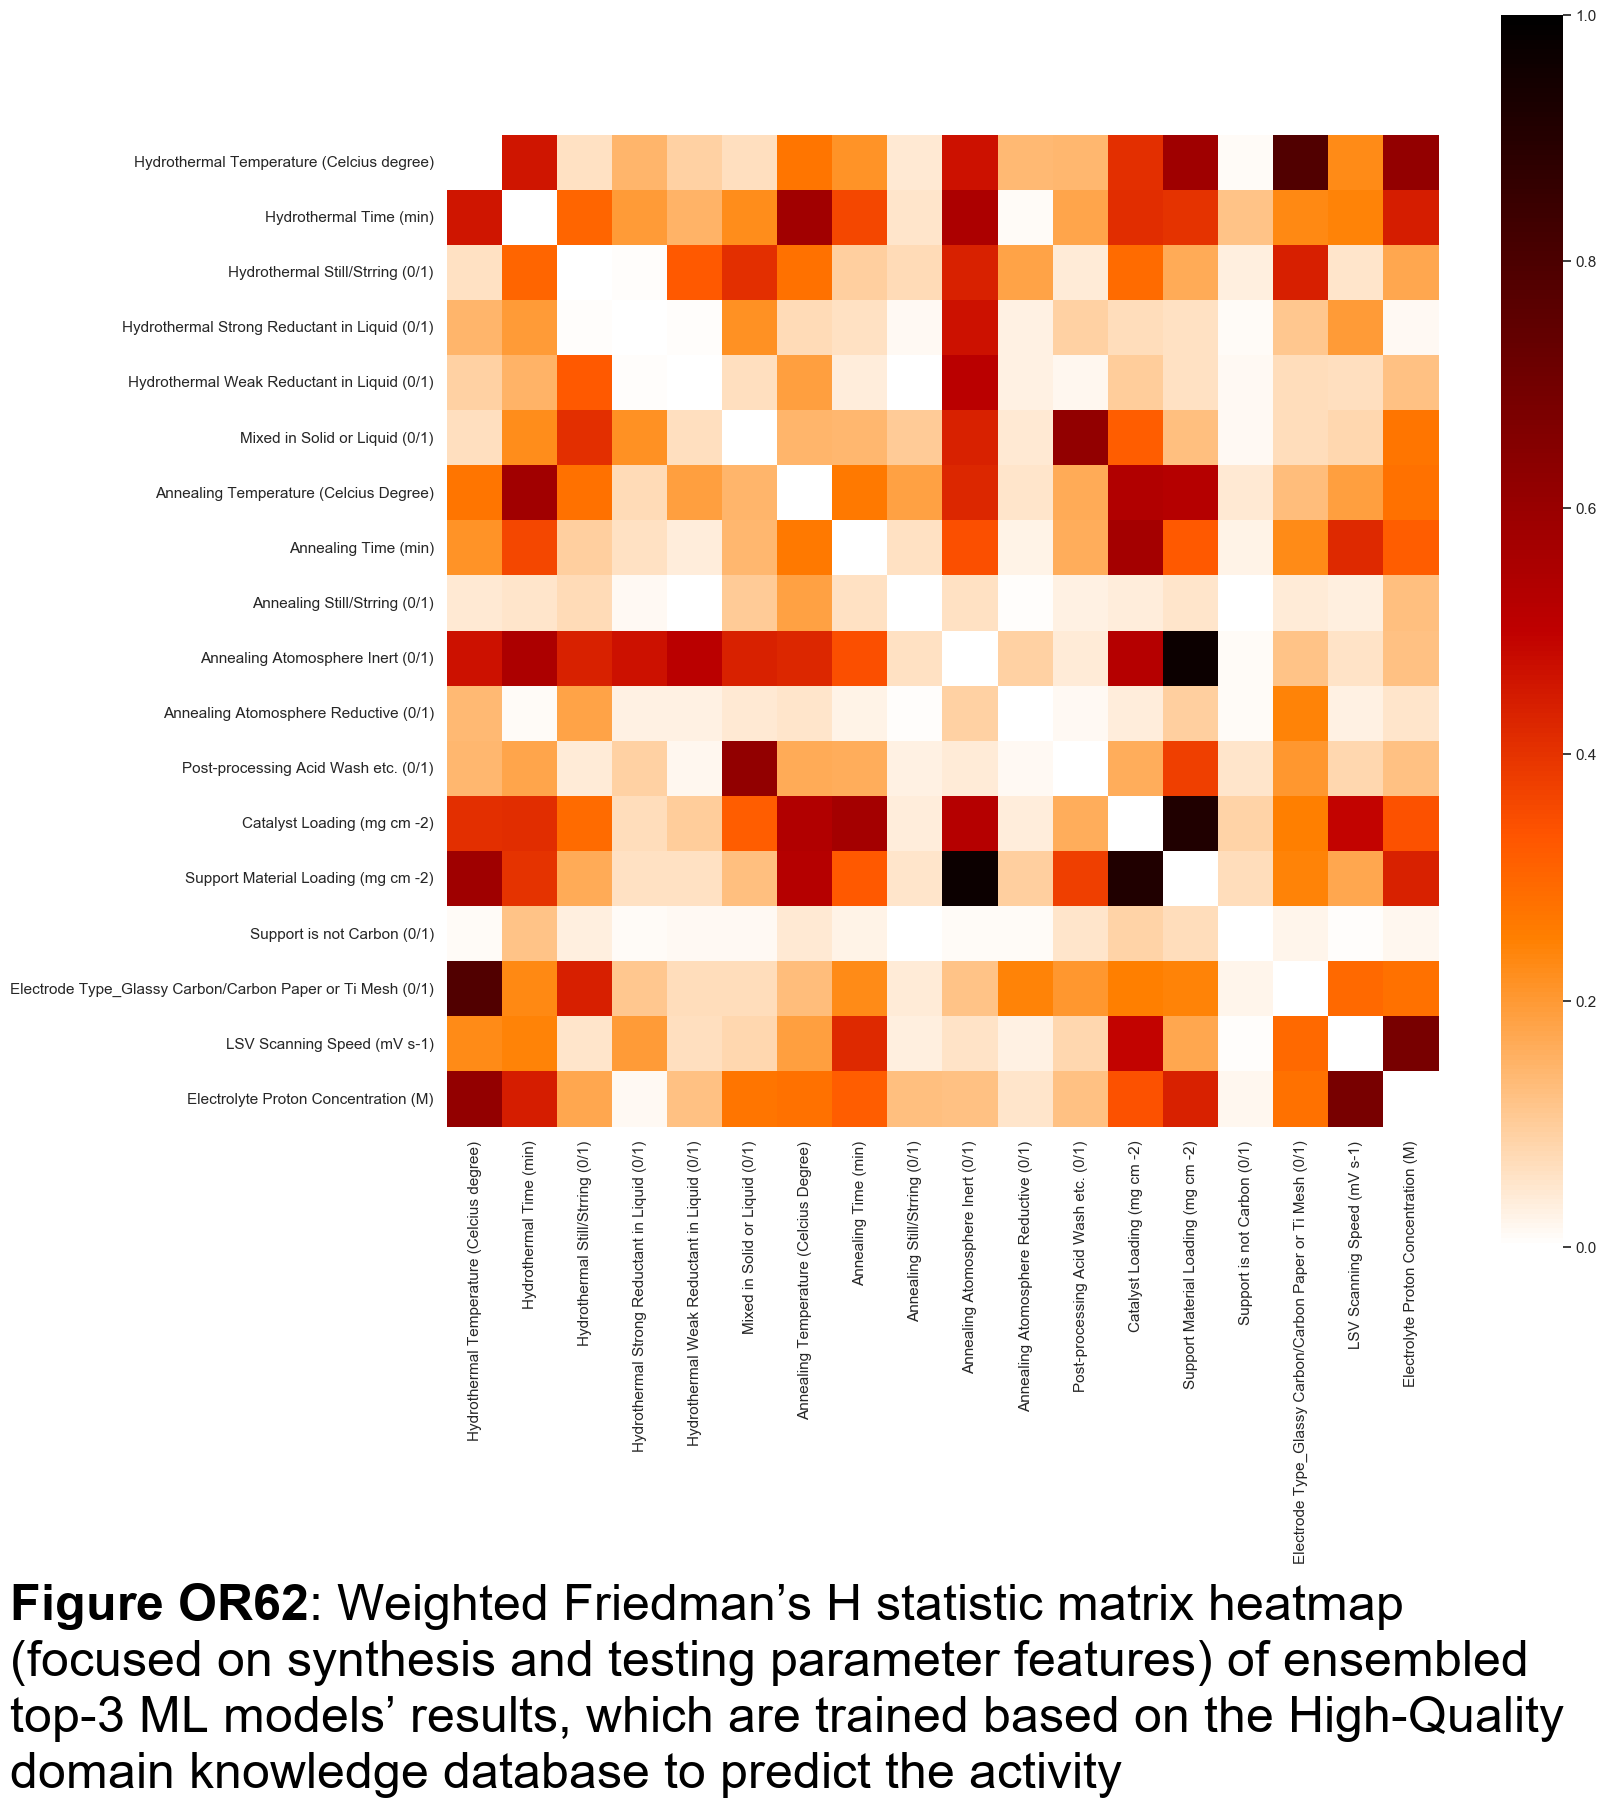 1.0
Hydrothermal Temperature (Celcius degree)
Hydrothermal Time (min)
0.8
Hydrothermal Still/Strring (0/1)
Hydrothermal Strong Reductant in Liquid (0/1)
Hydrothermal Weak Reductant in Liquid (0/1)
Mixed in Solid or Liquid (0/1)
Annealing Temperature (Celcius Degree)
0.6
Annealing Time (min)
Annealing Still/Strring (0/1)
Annealing Atomosphere Inert (0/1)
Annealing Atomosphere Reductive (0/1)
0.4
Post-processing Acid Wash etc. (0/1)
Catalyst Loading (mg cm -2)
Support Material Loading (mg cm -2)
Support is not Carbon (0/1)
Electrode Type_Glassy Carbon/Carbon Paper or Ti Mesh (0/1)
0.2
LSV Scanning Speed (mV s-1)
Electrolyte Proton Concentration (M)
0.0
Hydrothermal Temperature (Celcius degree)
Hydrothermal Time (min)
Hydrothermal Still/Strring (0/1)
Hydrothermal Strong Reductant in Liquid (0/1)
Hydrothermal Weak Reductant in Liquid (0/1)
Mixed in Solid or Liquid (0/1)
Annealing Temperature (Celcius Degree)
Annealing Time (min)
Annealing Still/Strring (0/1)
Annealing Atomosphere Inert (0/1)
Annealing Atomosphere Reductive (0/1)
Post-processing Acid Wash etc. (0/1)
Catalyst Loading (mg cm -2)
Support Material Loading (mg cm -2)
Support is not Carbon (0/1)
Electrode Type_Glassy Carbon/Carbon Paper or Ti Mesh (0/1)
LSV Scanning Speed (mV s-1)
Electrolyte Proton Concentration (M)
Figure OR62: Weighted Friedman’s H statistic matrix heatmap
(focused on synthesis and testing parameter features) of ensembled
top-3 ML models’ results, which are trained based on the High-Quality
domain knowledge database to predict the activity